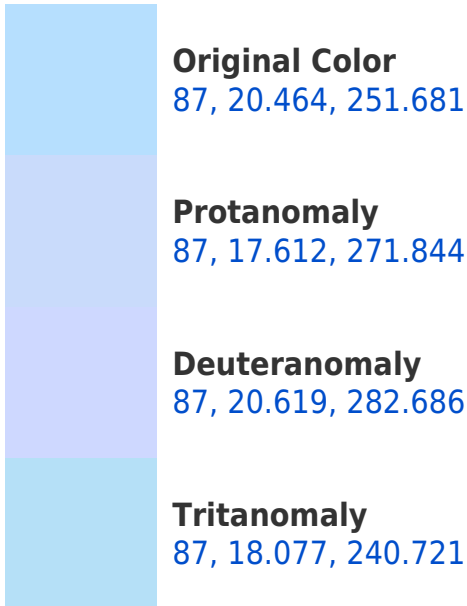 Original Color
87, 20.464, 251.681
Protanomaly
87, 17.612, 271.844
Deuteranomaly
87, 20.619, 282.686
Tritanomaly
87, 18.077, 240.721